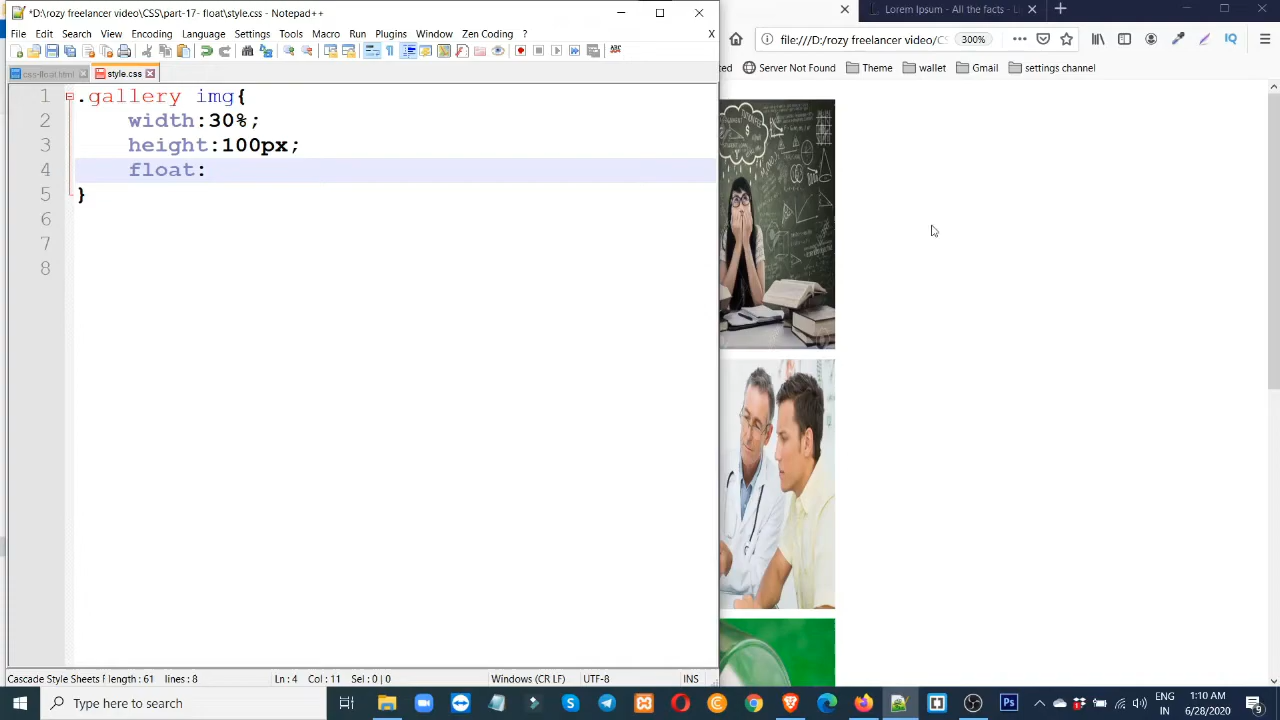 *D:\rozy freelancer video\CSS\part-17- float\style.css - Notepad++
File Edit Search View Encoding Language Settings Tools Macro Run Plugins Window Zen Coding ? X
css-float.html style.css
1 .gallery img{
2 width:30%;
3 height:100px;
4 float:
5 }
6
7
8
Cascade Style Sheets f length : 61 lines : 8 Ln : 4 Col : 11 Sel : 0 | 0 Windows (CR LF) UTF-8 INS
Lorem Ipsum - All the facts - L
file:///D:/rozy freelancer video/CS 300%
Server Not Found Theme wallet Gmail settings channel
Type here to search
ENG
IN
1:10 AM
6/28/2020